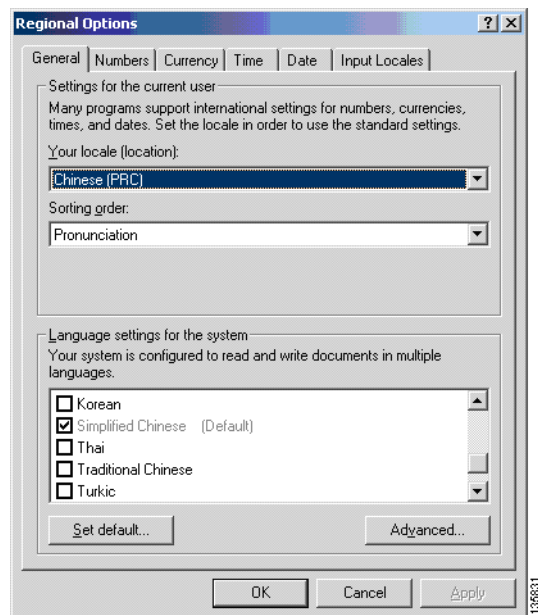 Regional Options
General Numbers Currency Time Date Input Locales
Settings for the current user
Many programs support international settings for numbers, currencies,
times, and dates. Set the locale in order to use the standard settings.
Your locale (location):
Chinese (PRC)
Sorting order:
Pronunciation
Language settings for the system
Your system is configured to read and write documents in multiple
languages.
Korean
Simplified Chinese (Default)
Thai
Traditional Chinese
Turkic
Set default... Advanced...
OK Cancel Apply
135831